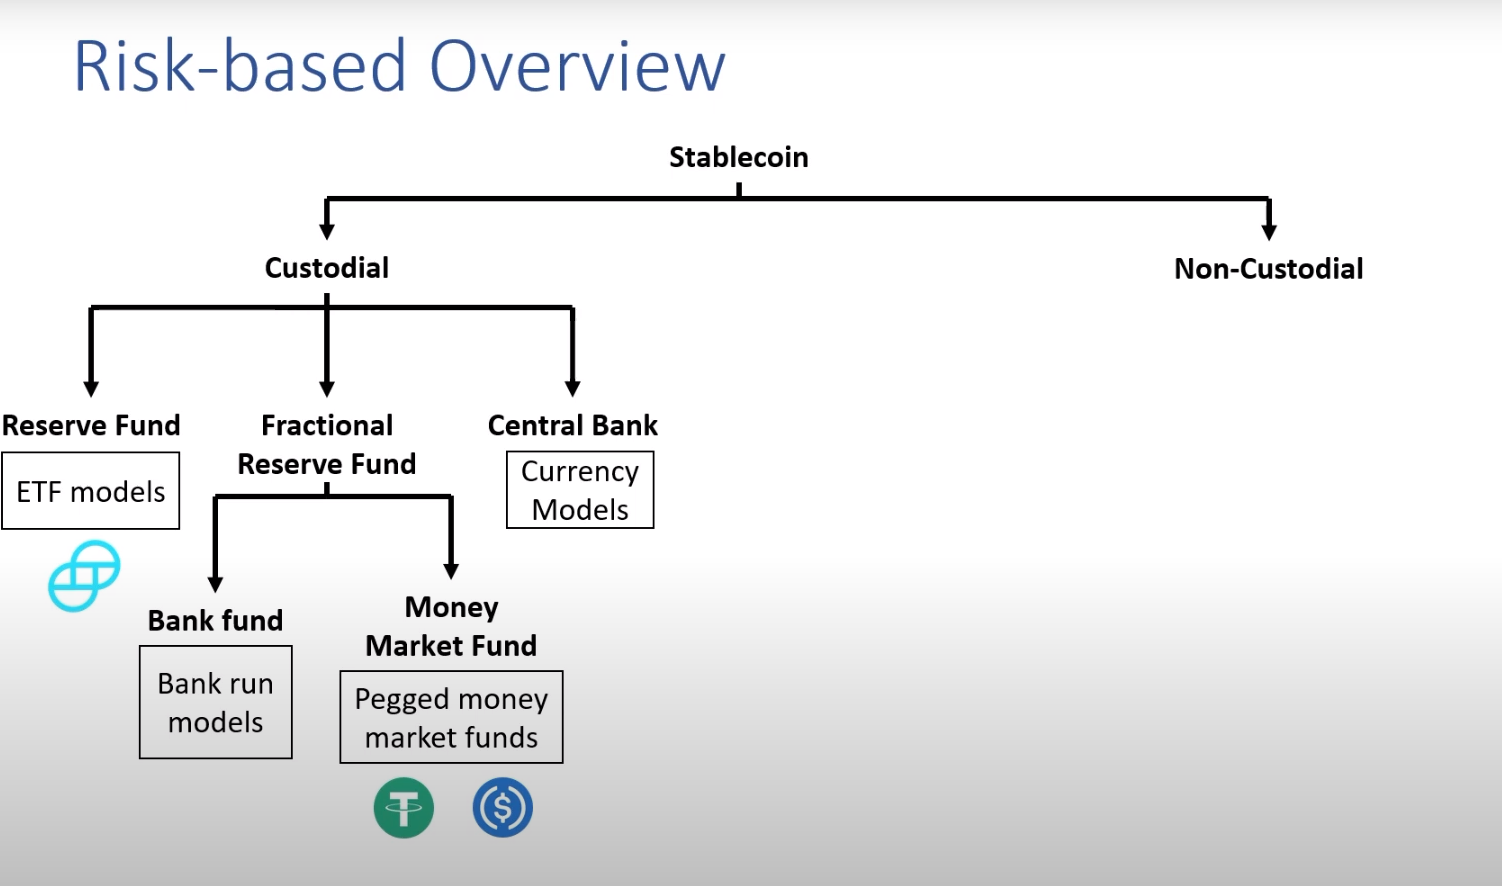 Risk-based Overview
Stablecoin
Custodial
Non-Custodial
Reserve Fund
ETF models
Fractional
Reserve Fund
Central Bank
Currency
Models
Bank fund
Bank run
models
Money
Market Fund
Pegged money
market funds
T
$